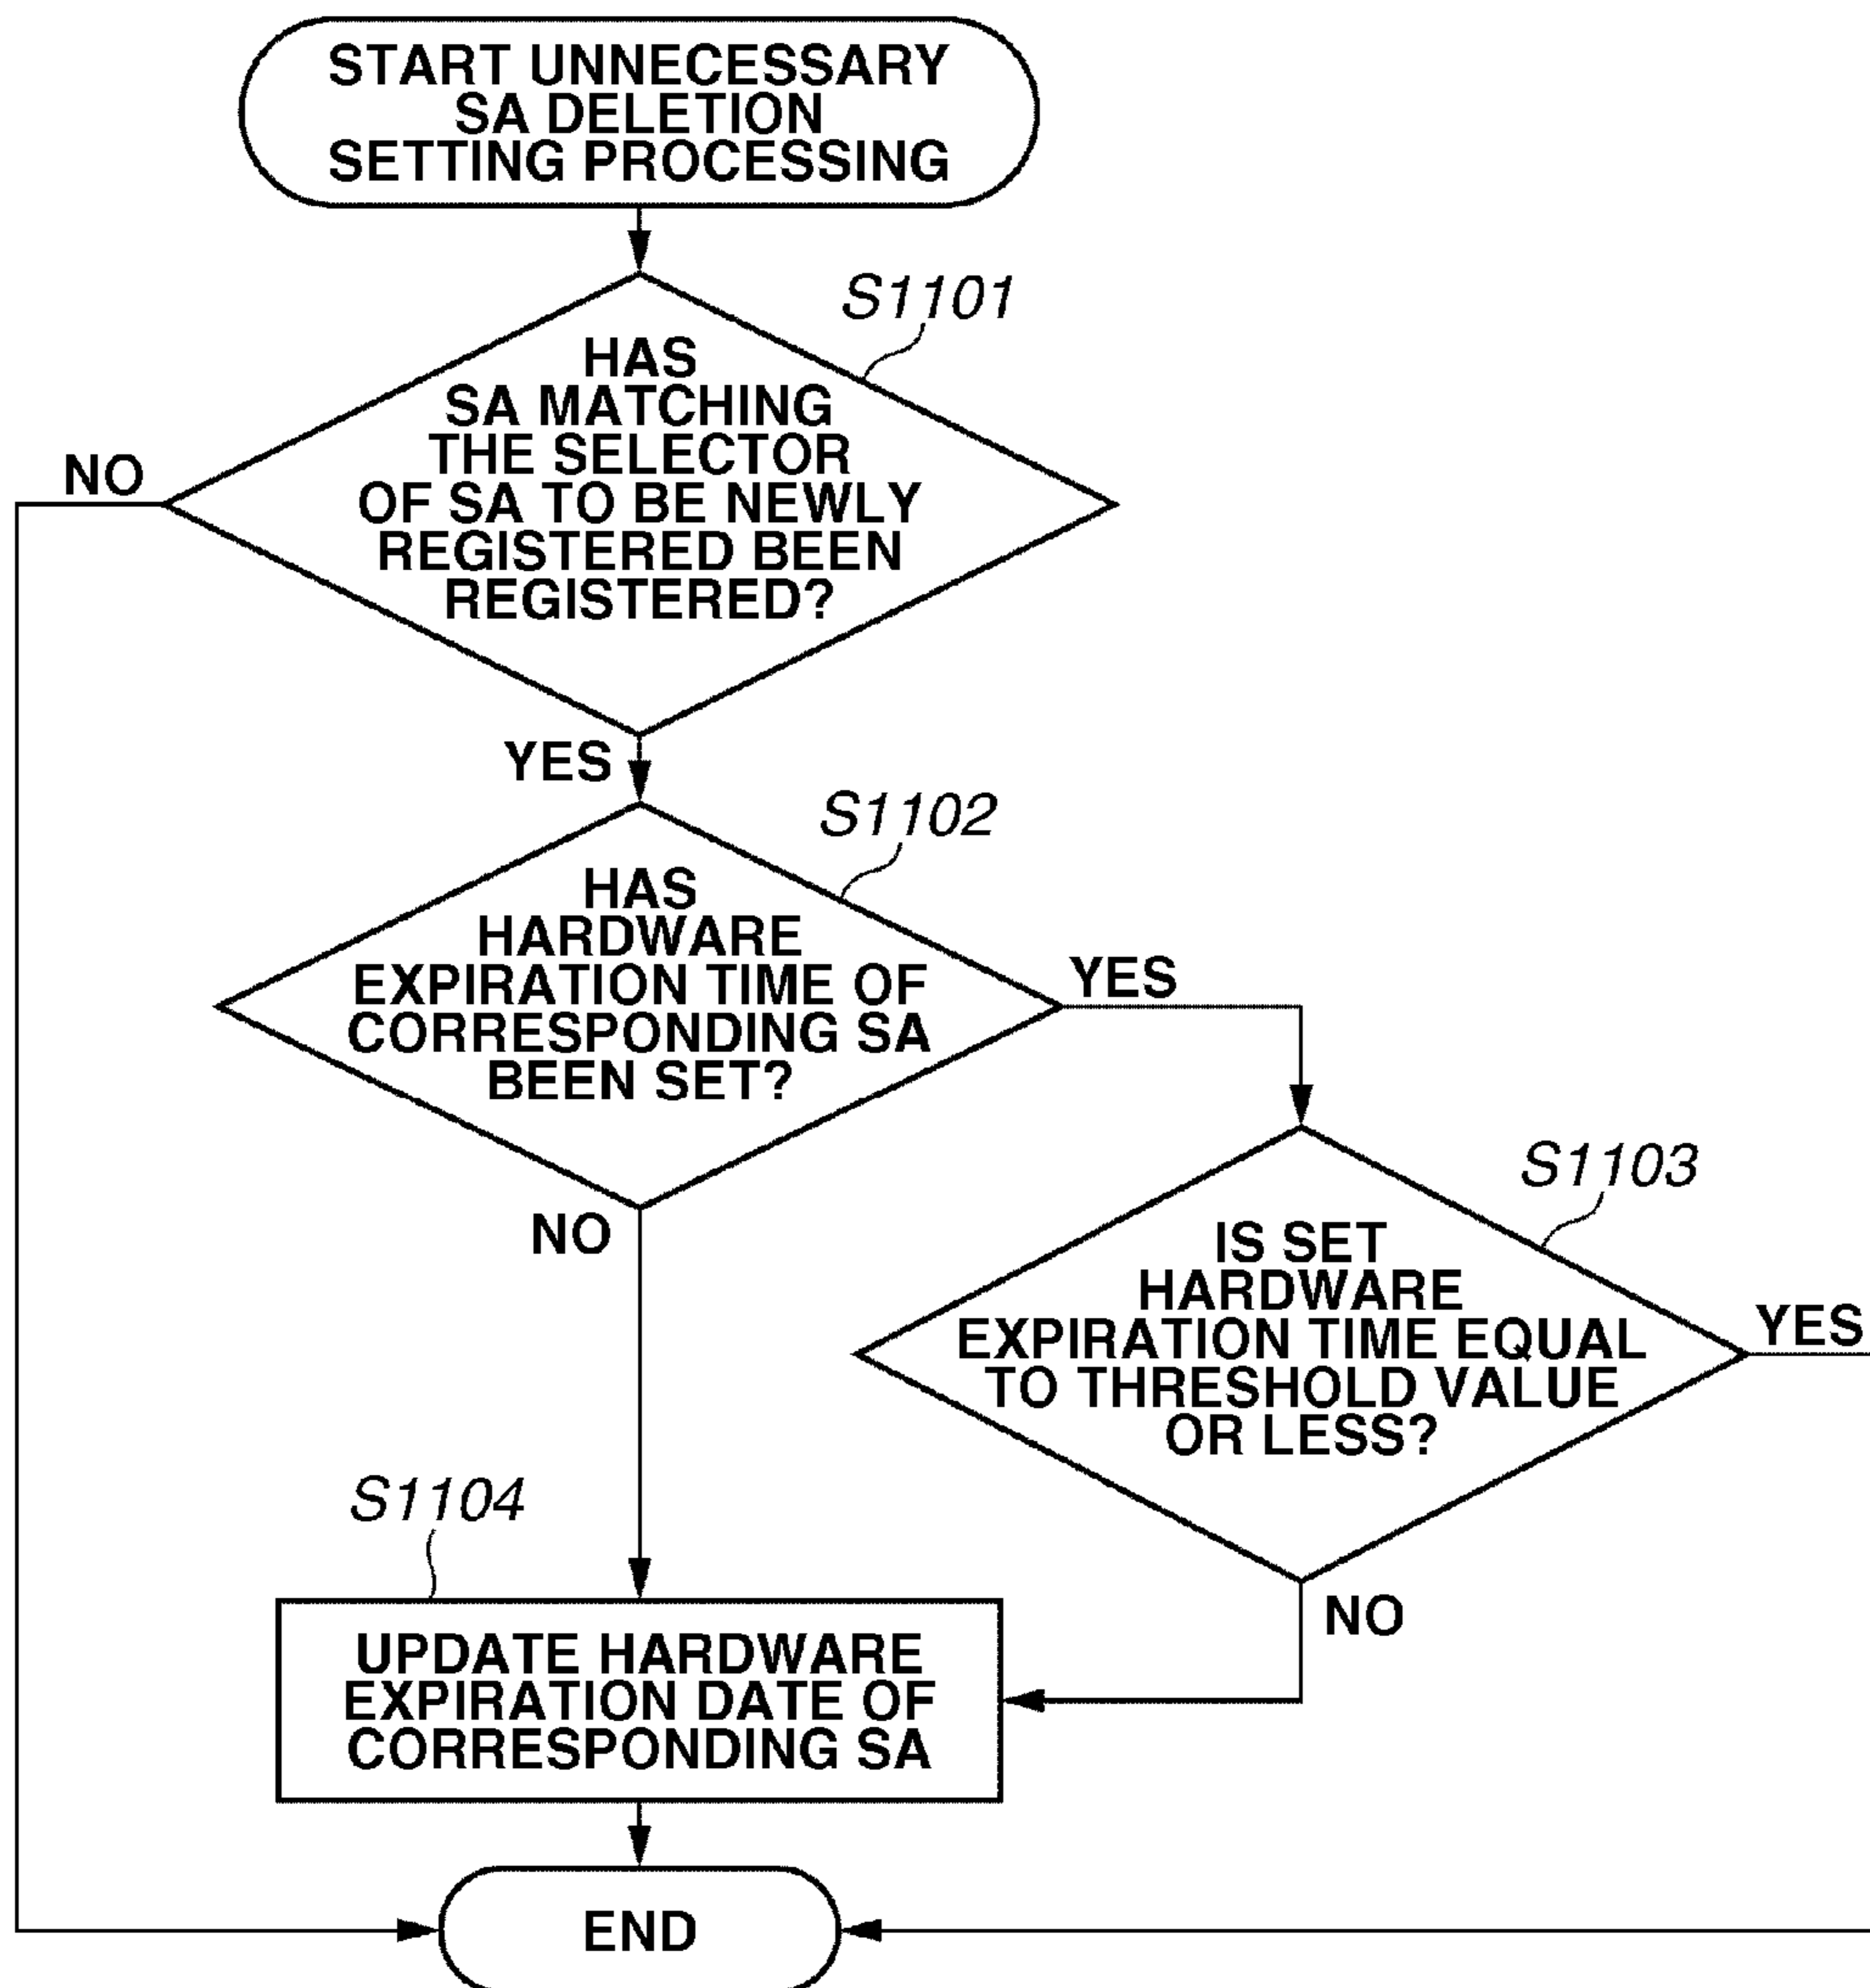 START UNNECESSARY
SA DELETION
SETTING PROCESSING
S1101
HAS
SA MATCHING
THE SELECTOR
OF SA TO BE NEWLY
REGISTERED BEEN
REGISTERED?
NO
YES
S1102
HAS
HARDWARE
EXPIRATION TIME OF
CORRESPONDING SA
BEEN SET?
YES
NO
S1103
IS SET
HARDWARE
EXPIRATION TIME EQUAL
TO THRESHOLD VALUE
OR LESS?
YES
NO
S1104
UPDATE HARDWARE
EXPIRATION DATE OF
CORRESPONDING SA
END